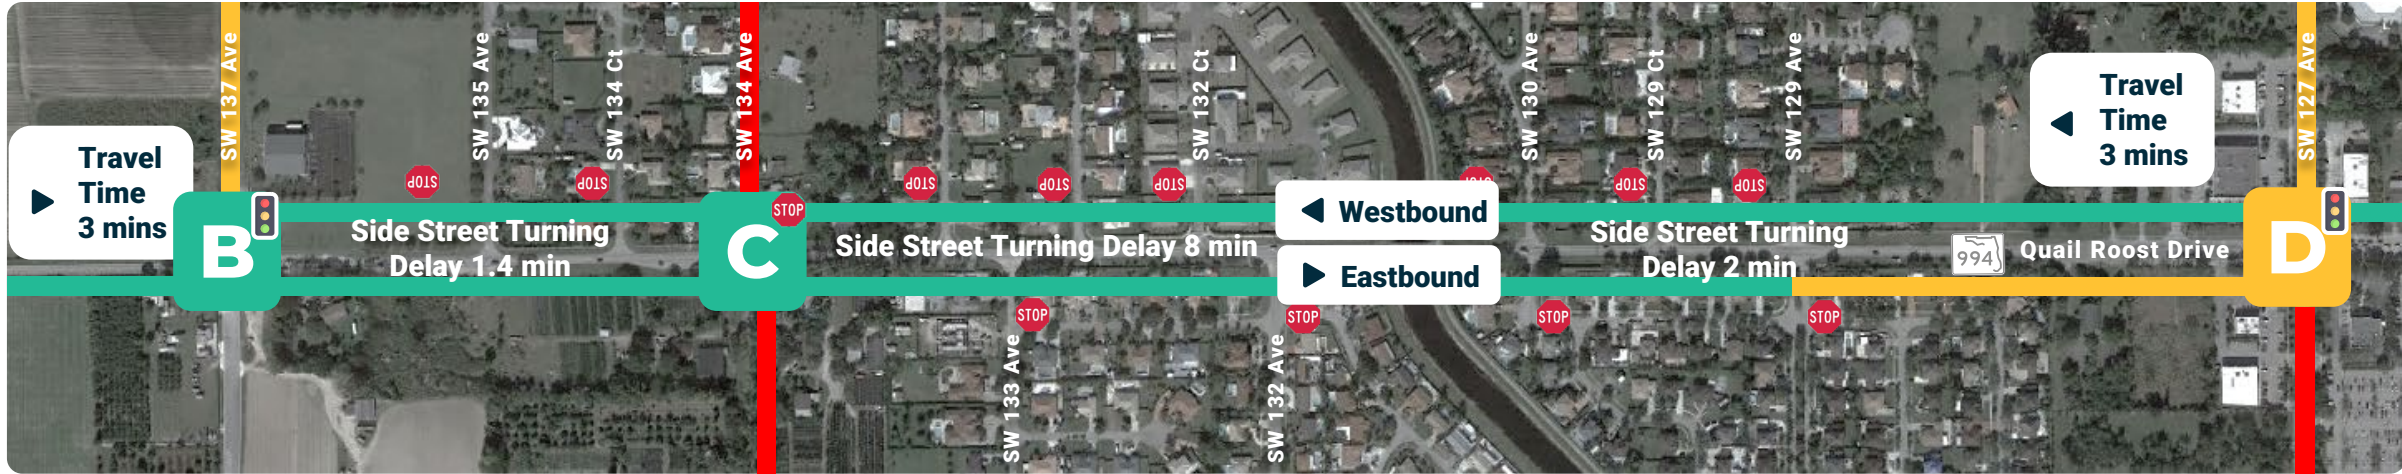 SW 137 Ave
SW 135 Ave
SW 134 Ct
SW 134 Ave
SW 132 Ct
SW 130 Ave
SW 129 Ct
SW 129 Ave
SW 127 Ave
Travel
Time
3 mins
Travel
Time
3 mins
STOP
STOP
STOP
STOP
STOP
STOP
STOP
STOP
STOP
B
Side Street Turning
Delay 1.4 min
C
Side Street Turning Delay 8 min
Westbound
Eastbound
Side Street Turning
Delay 2 min
994
Quail Roost Drive
D
STOP
STOP
STOP
STOP
SW 133 Ave
SW 132 Ave